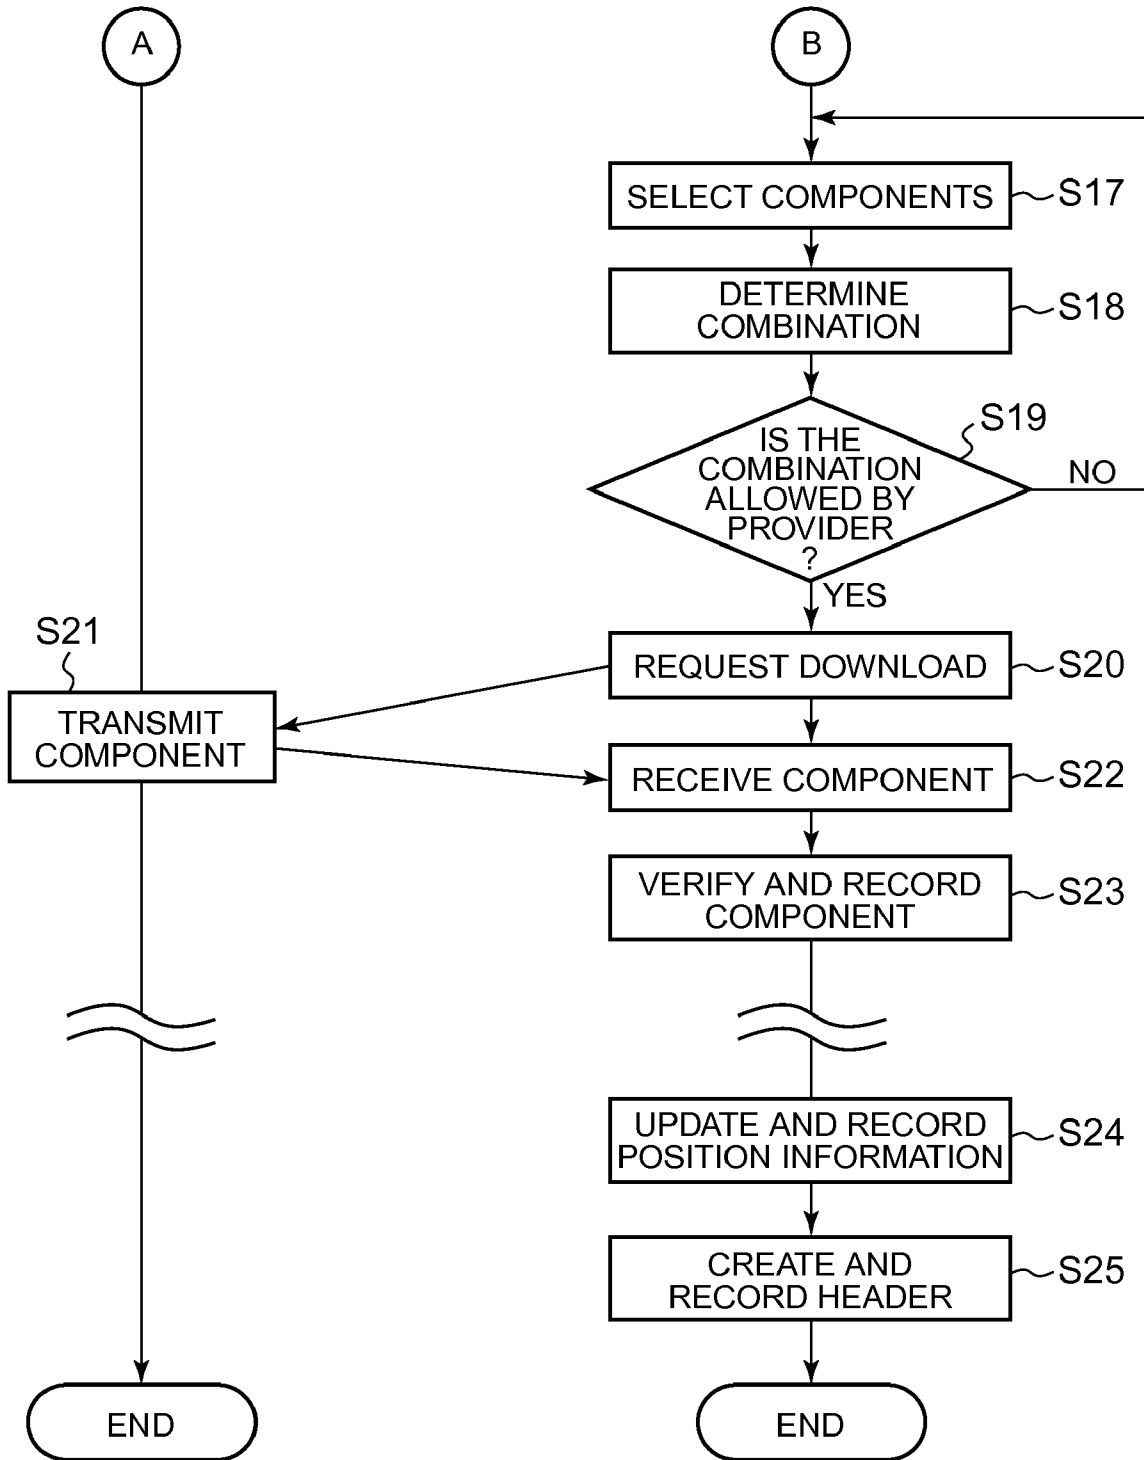 A
B
SELECT COMPONENTS
S17
DETERMINE
COMBINATION
S18
IS THE
COMBINATION
ALLOWED BY
PROVIDER
?
S19
NO
YES
S21
TRANSMIT
COMPONENT
REQUEST DOWNLOAD
S20
RECEIVE COMPONENT
S22
VERIFY AND RECORD
COMPONENT
S23
UPDATE AND RECORD
POSITION INFORMATION
S24
CREATE AND
RECORD HEADER
S25
END
END